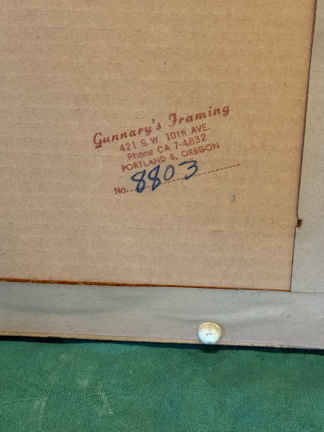 Gunnary's Framing
421 S. W. 10th AVE.
Phone CA 7-4832
PORTLAND 5, OREGON
No. 8803